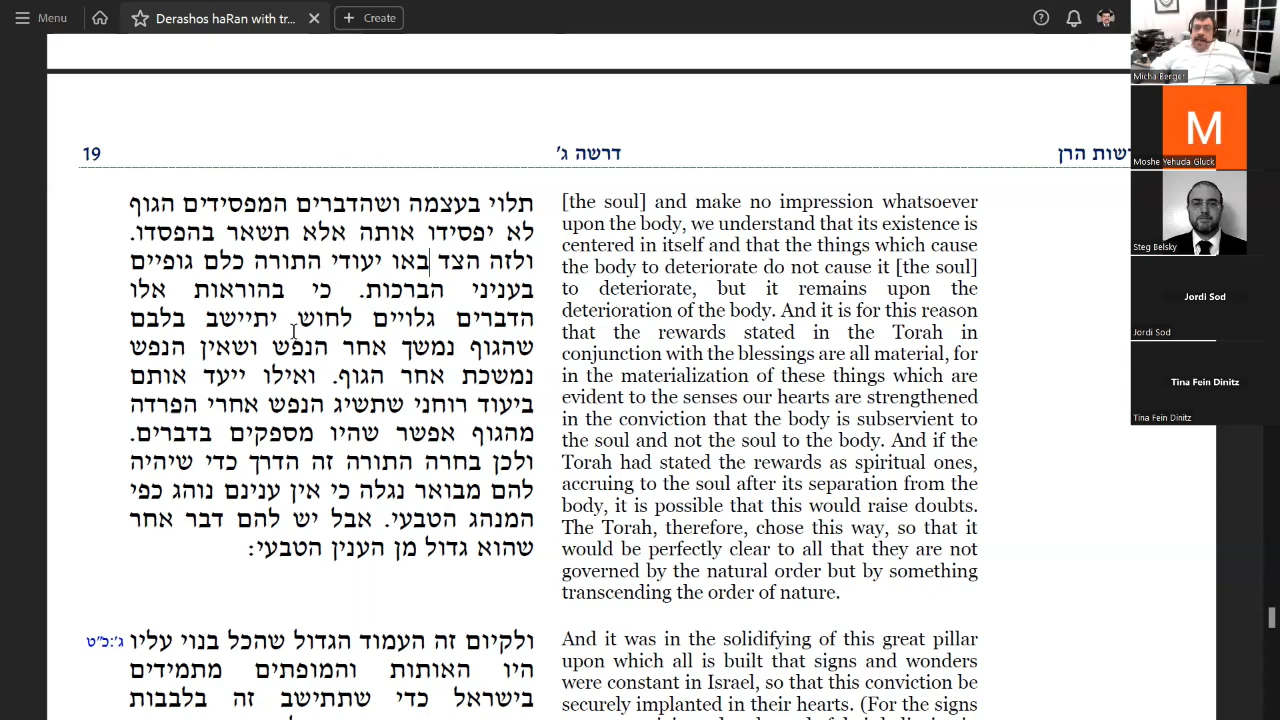 Menu
Derashos haRan with tr...
Create
Micha Berger
M
Moshe Yehuda Gluck
Steg Belsky
Jordi Sod
Jordi Sod
Tina Fein Dinitz
Tina Fein Dinitz
19
דרשה ג׳
שות הרן
תלוי בעצמה ושהדברים המפסידים הגוף
לא יפסידו אותה אלא תשאר בהפסדו.
ולזה הצד באו יעודי התורה כלם גופיים
בעניני הברכות. כי בהוראות אלו
הדברים גלויים לחוש יתיישב בלבם
שהגוף נמשך אחר הנפש ושאין הנפש
נמשכת אחר הגוף. ואילו ייעד אותם
ביעוד רוחני שתשיג הנפש אחרי הפרדה
מהגוף אפשר שהיו מספקים בדברים.
ולכן בחרה התורה זה הדרך כדי שיהיה
להם מבואר נגלה כי אין ענינם נוהג כפי
המנהג הטבעי. אבל יש להם דבר אחר
שהוא גדול מן הענין הטבעי:
[the soul] and make no impression whatsoever
upon the body, we understand that its existence is
centered in itself and that the things which cause
the body to deteriorate do not cause it [the soul]
to deteriorate, but it remains upon the
deterioration of the body. And it is for this reason
that the rewards stated in the Torah in
conjunction with the blessings are all material, for
in the materialization of these things which are
evident to the senses our hearts are strengthened
in the conviction that the body is subservient to
the soul and not the soul to the body. And if the
Torah had stated the rewards as spiritual ones,
accruing to the soul after its separation from the
body, it is possible that this would raise doubts.
The Torah, therefore, chose this way, so that it
would be perfectly clear to all that they are not
governed by the natural order but by something
transcending the order of nature.
ג׳:כ״ט
ולקיום זה העמוד הגדול שהכל בנוי עליו
היו האותות והמופתים מתמידים
בישראל כדי שתתישב זה בלבבות
And it was in the solidifying of this great pillar
upon which all is built that signs and wonders
were constant in Israel, so that this conviction be
securely implanted in their hearts. (For the signs